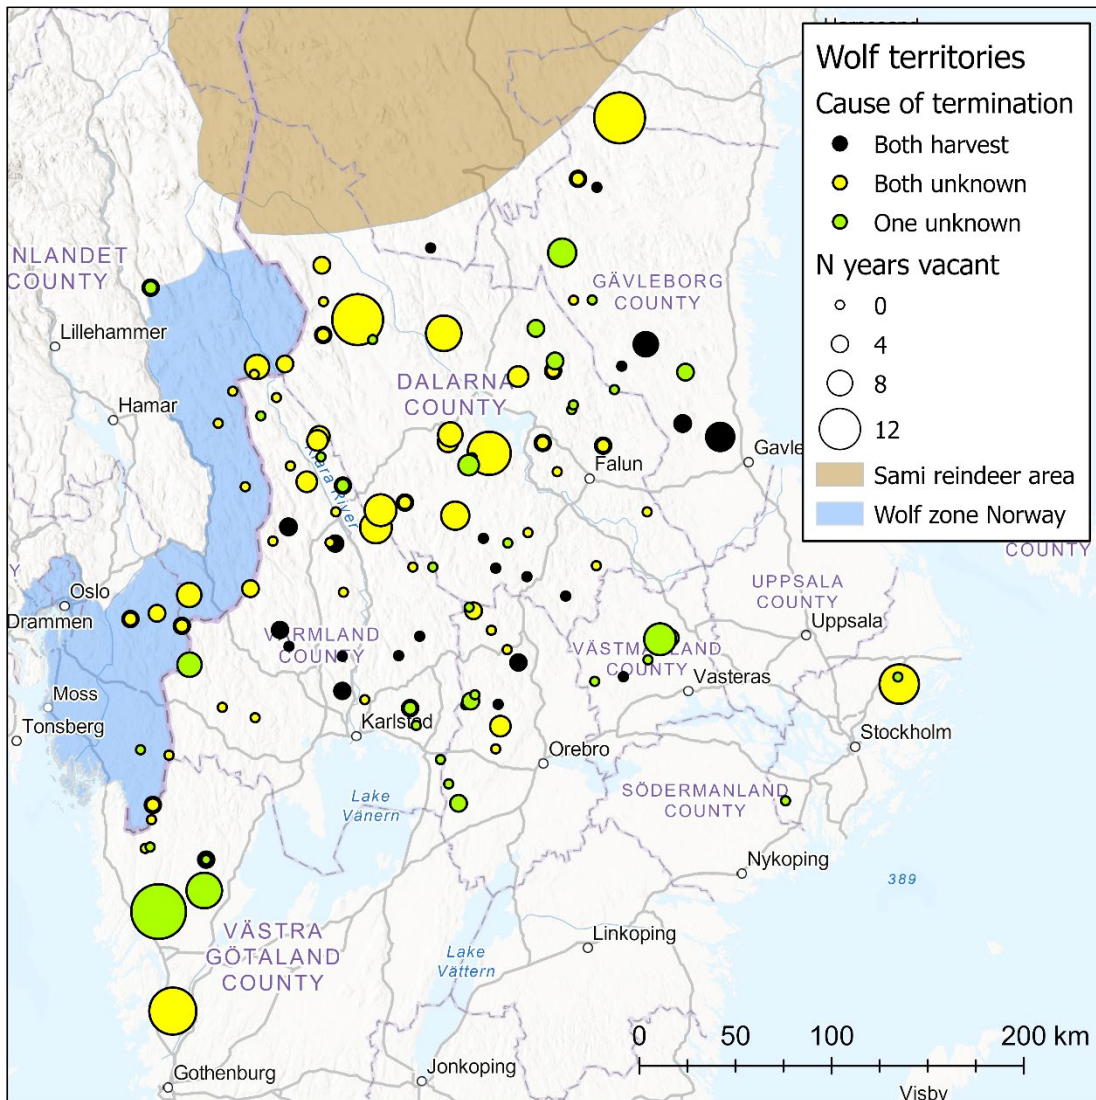 Wolf territories
Cause of termination
Both harvest
Both unknown
One unknown
N years vacant
0
4
8
12
Sami reindeer area
Wolf zone Norway
NLANDET
COUNTY
GÄVLEBORG
COUNTY
Lillehammer
DALARNA
COUNTY
Hamar
Gavle
Falun
Klara River
COUNTY
UPPSALA
COUNTY
Oslo
Drammen
Uppsala
VÄRMLAND
COUNTY
VÄSTMANLAND
COUNTY
Vasteras
Moss
Tonsberg
Karlstad
Stockholm
Orebro
Lake
Vänern
SÖDERMANLAND
COUNTY
Nykoping
389
VÄSTRA
GÖTALAND
COUNTY
Linkoping
Lake
Vättern
0 50 100 200 km
Gothenburg
Jonkoping
Visby